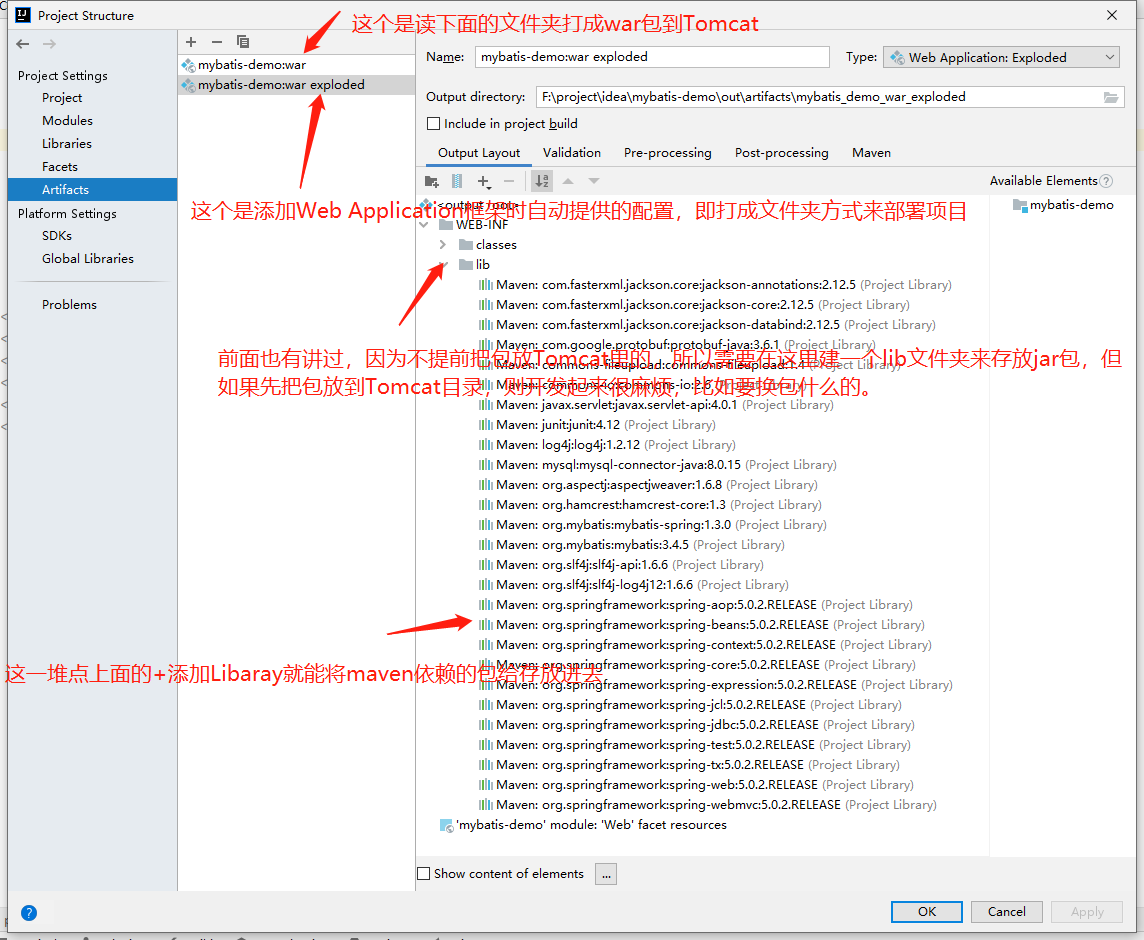 Project Structure
这个是读下面的文件夹打成war包到Tomcat
Project Settings
Project
Modules
Libraries
Facets
Artifacts
Platform Settings
SDKs
Global Libraries
Problems
mybatis-demo:war
mybatis-demo:war exploded
Name:
mybatis-demo:war exploded
Type:
Web Application: Exploded
Output directory:
F:\project\idea\mybatis-demo\out\artifacts\mybatis_demo_war_exploded
Include in project build
Output Layout
Validation
Pre-processing
Post-processing
Maven
Available Elements
mybatis-demo
这个是添加Web Application框架时自动提供的配置，即打成文件夹方式来部署项目
<output root>
WEB-INF
classes
lib
Maven: com.fasterxml.jackson.core:jackson-annotations:2.12.5 (Project Library)
Maven: com.fasterxml.jackson.core:jackson-core:2.12.5 (Project Library)
Maven: com.fasterxml.jackson.core:jackson-databind:2.12.5 (Project Library)
Maven: com.google.protobuf:protobuf-java:3.6.1 (Project Library)
前面也有讲过，因为不提前把包放Tomcat里的，所以需要在这里建一个lib文件夹来存放jar包，但
Maven: commons-fileupload:commons-fileupload:1.4 (Project Library)
如果先把包放到Tomcat目录，则开发起来很麻烦，比如要换包什么的。
Maven: commons-io:commons-io:2.6 (Project Library)
Maven: javax.servlet:javax.servlet-api:4.0.1 (Project Library)
Maven: junit:junit:4.12 (Project Library)
Maven: log4j:log4j:1.2.12 (Project Library)
Maven: mysql:mysql-connector-java:8.0.15 (Project Library)
Maven: org.aspectj:aspectjweaver:1.6.8 (Project Library)
Maven: org.hamcrest:hamcrest-core:1.3 (Project Library)
Maven: org.mybatis:mybatis-spring:1.3.0 (Project Library)
Maven: org.mybatis:mybatis:3.4.5 (Project Library)
Maven: org.slf4j:slf4j-api:1.6.6 (Project Library)
Maven: org.slf4j:slf4j-log4j12:1.6.6 (Project Library)
Maven: org.springframework:spring-aop:5.0.2.RELEASE (Project Library)
Maven: org.springframework:spring-beans:5.0.2.RELEASE (Project Library)
Maven: org.springframework:spring-context:5.0.2.RELEASE (Project Library)
Maven: org.springframework:spring-core:5.0.2.RELEASE (Project Library)
这一堆点上面的+添加Libaray就能将maven依赖的包给存放进去
Maven: org.springframework:spring-expression:5.0.2.RELEASE (Project Library)
Maven: org.springframework:spring-jcl:5.0.2.RELEASE (Project Library)
Maven: org.springframework:spring-jdbc:5.0.2.RELEASE (Project Library)
Maven: org.springframework:spring-test:5.0.2.RELEASE (Project Library)
Maven: org.springframework:spring-tx:5.0.2.RELEASE (Project Library)
Maven: org.springframework:spring-web:5.0.2.RELEASE (Project Library)
Maven: org.springframework:spring-webmvc:5.0.2.RELEASE (Project Library)
'mybatis-demo' module: 'Web' facet resources
Show content of elements
...
OK
Cancel
Apply